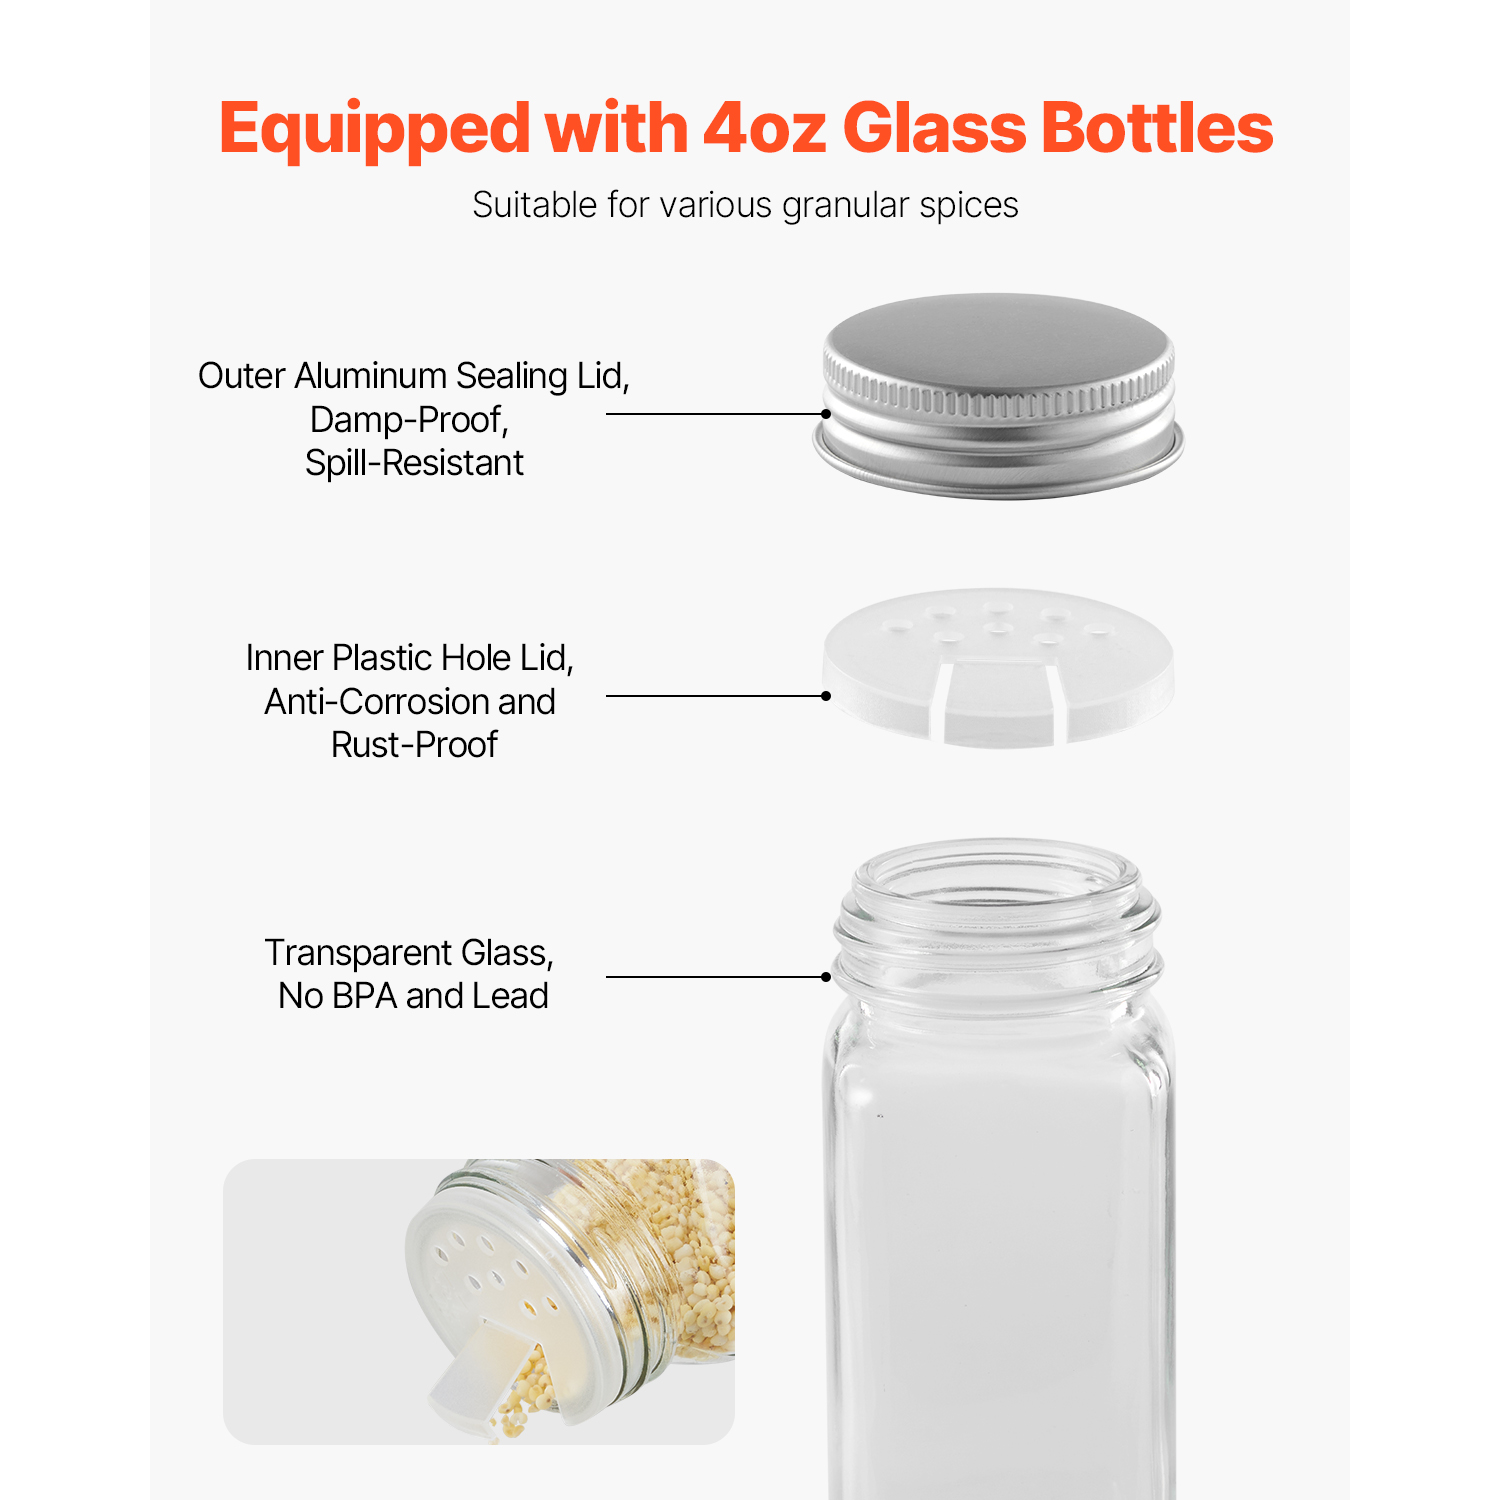 Equipped with 4oz Glass Bottles
Suitable for various granular spices
Outer Aluminum Sealing Lid,
Damp-Proof,
Spill-Resistant
Inner Plastic Hole Lid,
Anti-Corrosion and
Rust-Proof
Transparent Glass,
No BPA and Lead